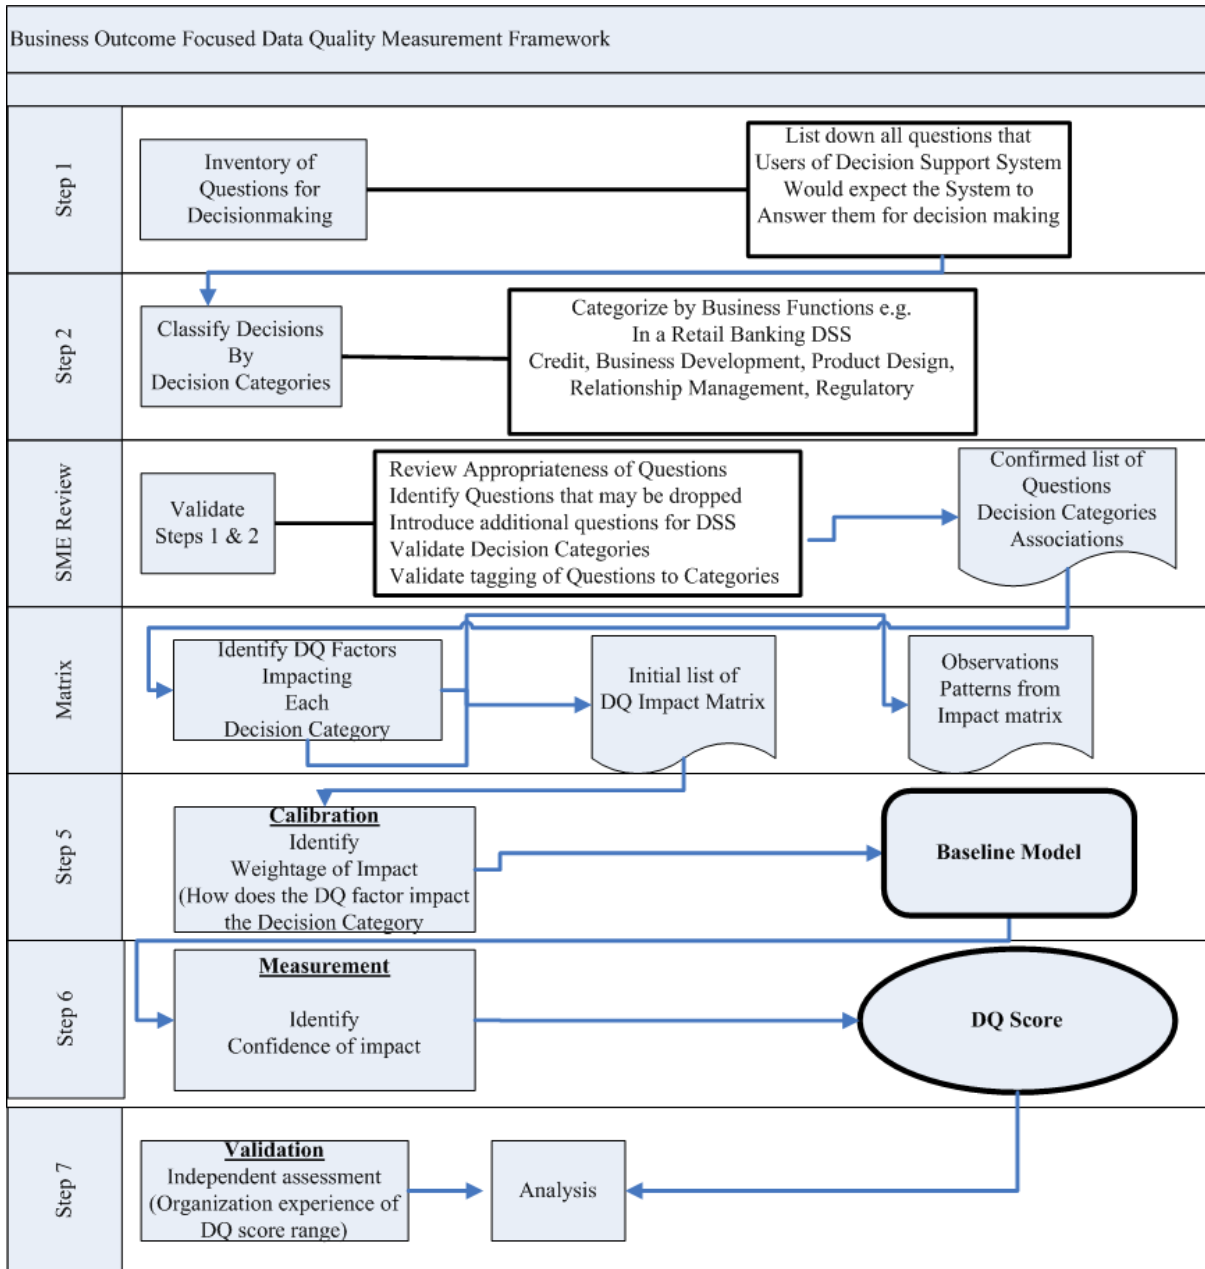 Business Outcome Focused Data Quality Measurement Framework
Step 1
Inventory of
Questions for
Decisionmaking
List down all questions that
Users of Decision Support System
Would expect the System to
Answer them for decision making
Step 2
Classify Decisions
By
Decision Categories
Categorize by Business Functions e.g.
In a Retail Banking DSS
Credit, Business Development, Product Design,
Relationship Management, Regulatory
SME Review
Validate
Steps 1 & 2
Review Appropriateness of Questions
Identify Questions that may be dropped
Introduce additional questions for DSS
Validate Decision Categories
Validate tagging of Questions to Categories
Confirmed list of
Questions
Decision Categories
Associations
Matrix
Identify DQ Factors
Impacting
Each
Decision Category
Initial list of
DQ Impact Matrix
Observations
Patterns from
Impact matrix
Step 5
Calibration
Identify
Weightage of Impact
(How does the DQ factor impact
the Decision Category
Baseline Model
Step 6
Measurement
Identify
Confidence of impact
DQ Score
Step 7
Validation
Independent assessment
(Organization experience of
DQ score range)
Analysis